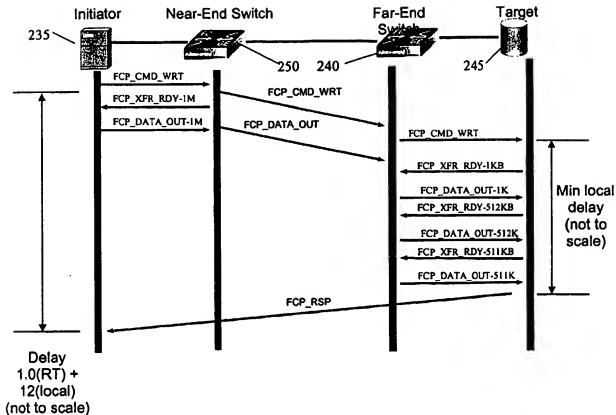 Initiator
Near-End Switch
Far-End
Switch
Target
235
250
240
245
FCP_CMD_WRT
FCP_XFR_RDY-1M
FCP_DATA_OUT-1M
FCP_CMD_WRT
FCP_DATA_OUT
FCP_CMD_WRT
FCP_XFR_RDY-1KB
FCP_DATA_OUT-1K
FCP_XFR_RDY-512KB
FCP_DATA_OUT-512K
FCP_XFR_RDY-511KB
FCP_DATA_OUT-511K
FCP_RSP
Min local
delay
(not to
scale)
Delay
1.0(RT) +
12(local)
(not to scale)